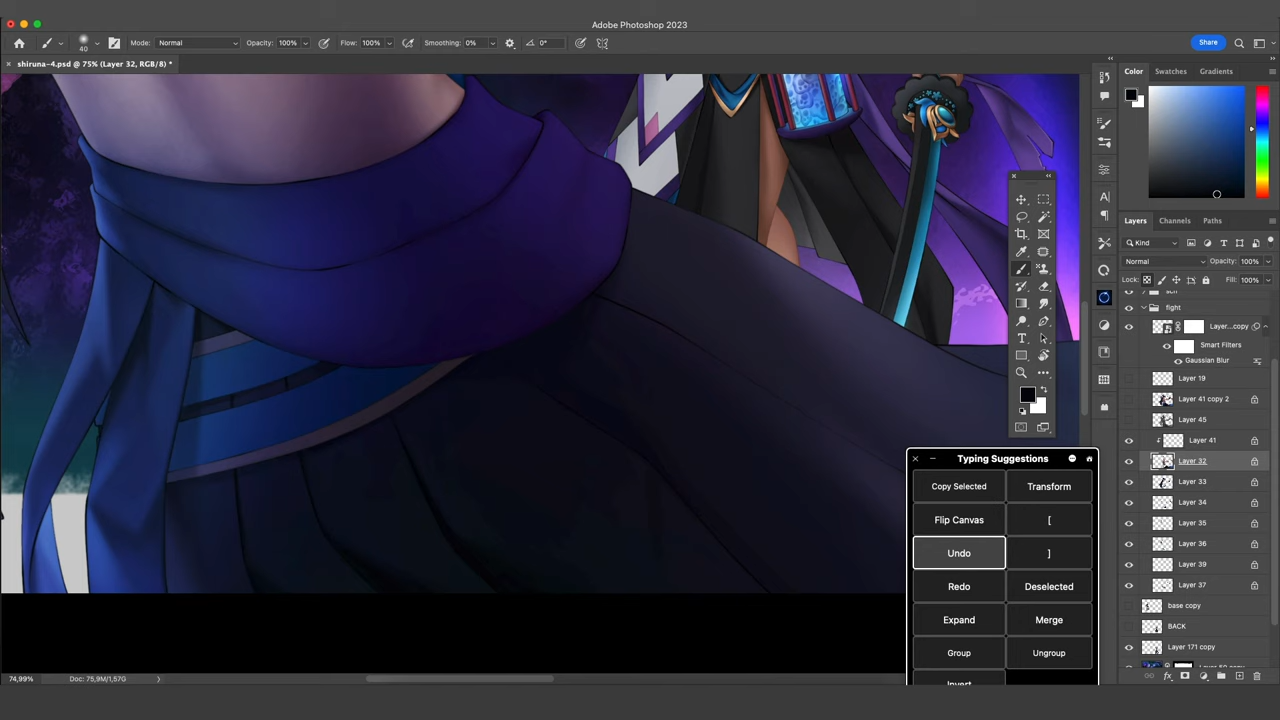 Adobe Photoshop 2023
40
Mode: Normal
Opacity: 100%
Flow: 100%
Smoothing: 0%
0°
Share
shiruna-4.psd @ 75% (Layer 32, RGB/8) *
Color Swatches Gradients
Layers Channels Paths
Kind
Normal
Opacity: 100%
Lock:
Fill: 100%
fight
Layer...copy
Smart Filters
Gaussian Blur
Layer 19
Layer 41 copy 2
Layer 45
Layer 41
Layer 32
Layer 33
Layer 34
Layer 35
Layer 36
Layer 39
Layer 37
base copy
BACK
Layer 171 copy
Typing Suggestions
Copy Selected
Transform
Flip Canvas
[
Undo
]
Redo
Deselected
Expand
Merge
Group
Ungroup
Invert
74,99%
Doc: 75,9M/1,57G